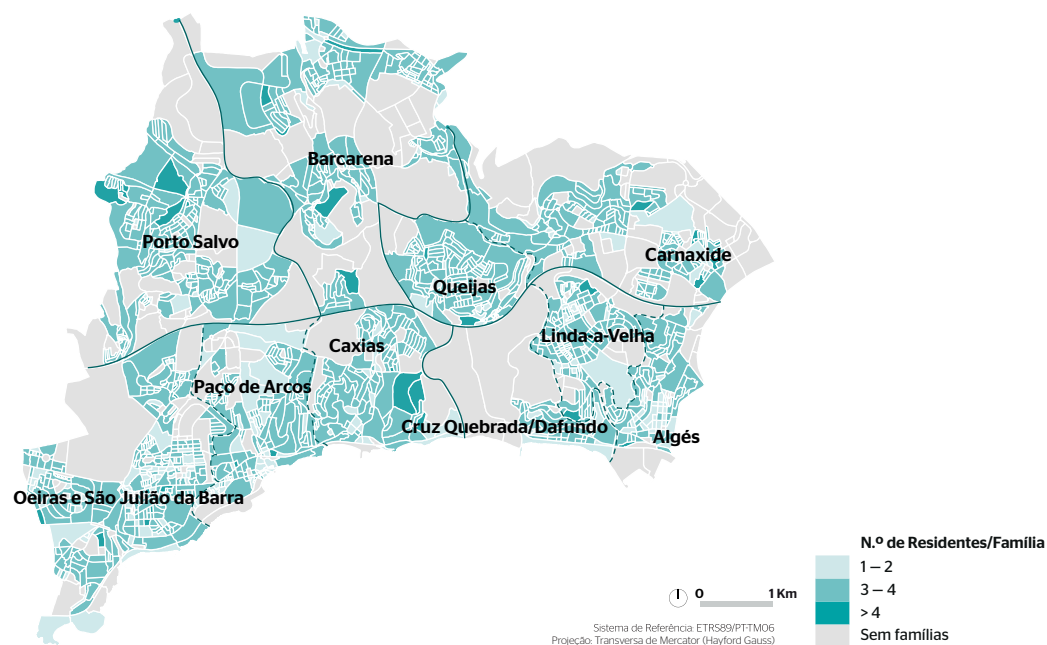 Barcarena
Porto Salvo
Carnaxide
Queijas
Linda-a-Velha
Caxias
Paço de Arcos
Cruz Quebrada/Dafundo
Algés
Oeiras e São Julião da Barra
N.º de Residentes/Família
1 – 2
3 – 4
> 4
Sem famílias
0 1 Km
Sistema de Referência: ETRS89/PT-TM06
Projeção: Transversa de Mercator (Hayford Gauss)